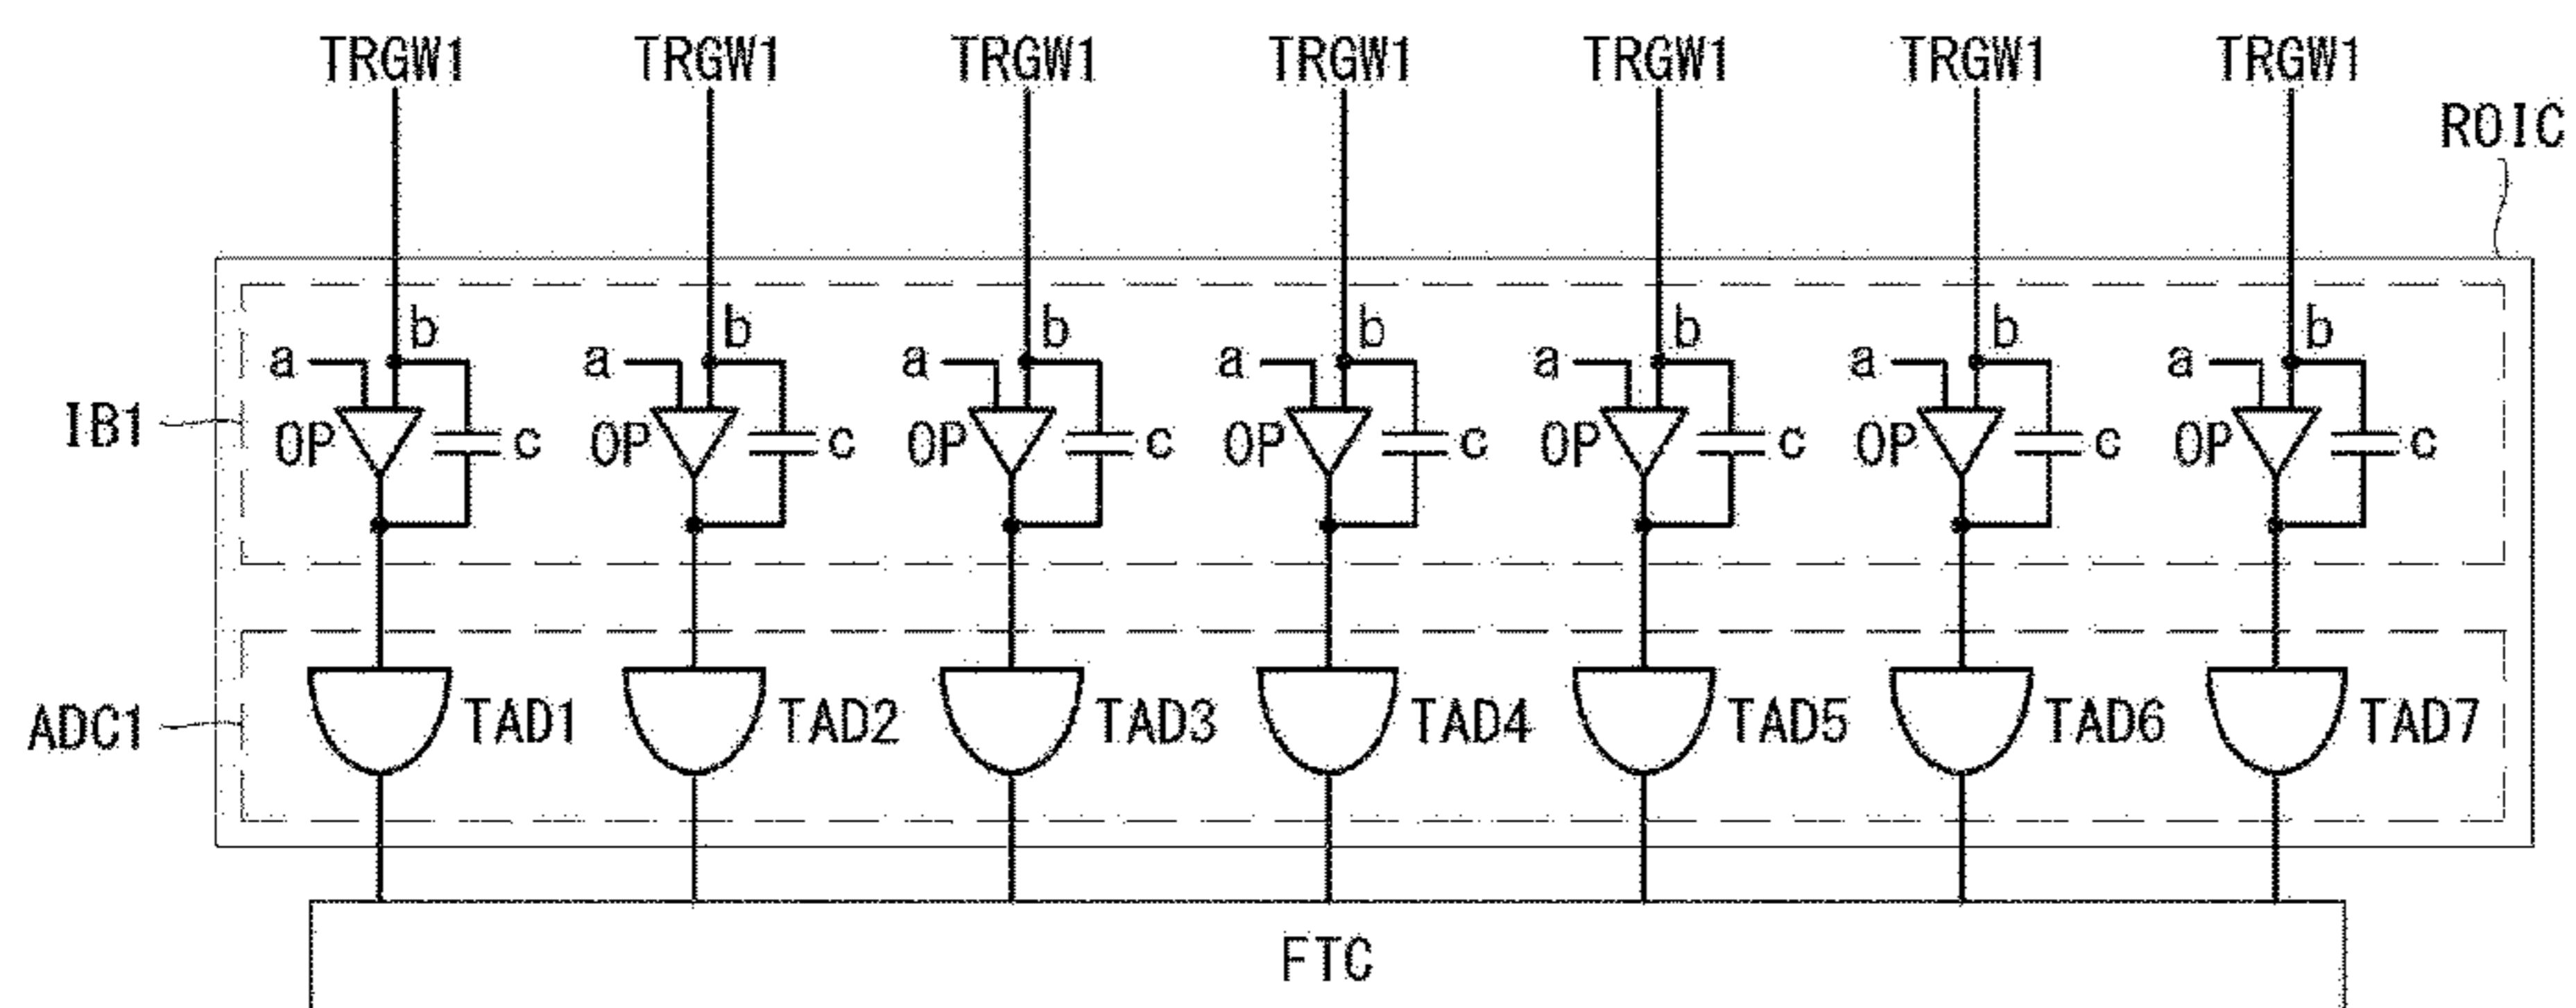 TRGW1 TRGW1 TRGW1 TRGW1 TRGW1 TRGW1 TRGW1
ROIC
b b b b b b b
a a a a a a a
IB1 OP c OP c OP c OP c OP c OP c OP c
ADC1 TAD1 TAD2 TAD3 TAD4 TAD5 TAD6 TAD7
FTC